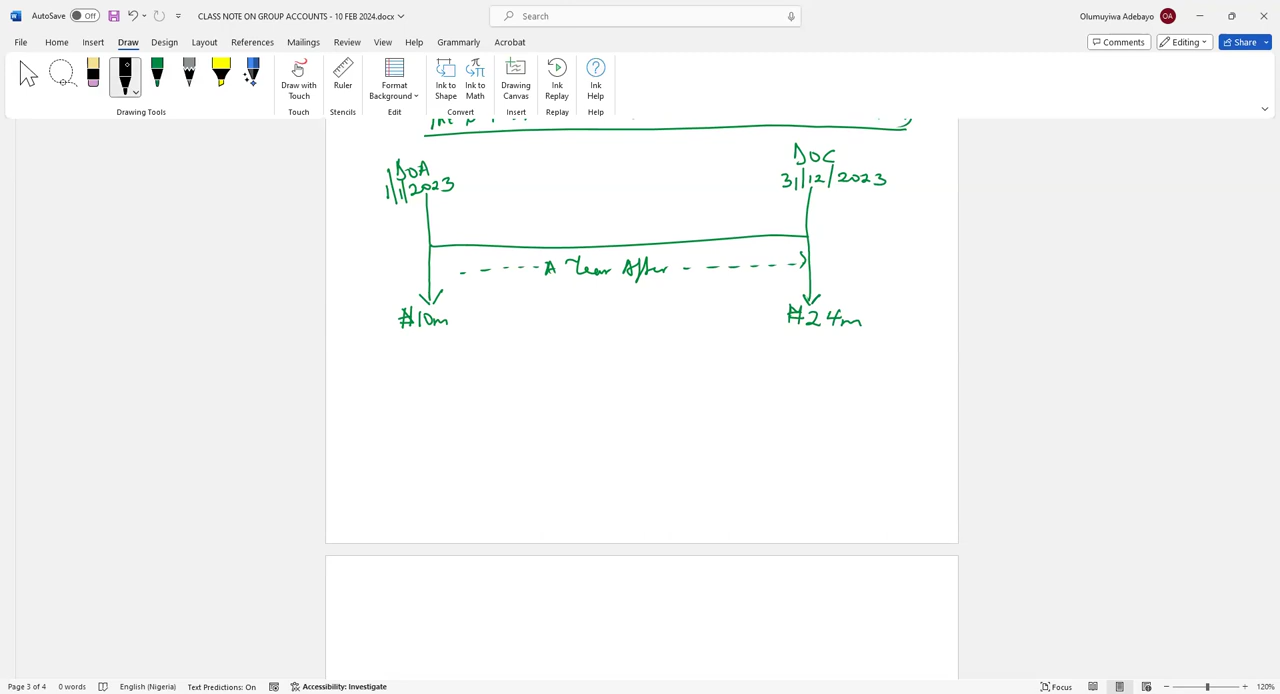 AutoSave Off CLASS NOTE ON GROUP ACCOUNTS - 10 FEB 2024.docx Search Olumuyiwa Adebayo OA
File Home Insert Draw Design Layout References Mailings Review View Help Grammarly Acrobat Comments Editing Share
Draw with Touch
Ruler
Format Background
Ink to Shape
Ink to Math
Drawing Canvas
Ink Replay
Ink Help
Drawing Tools Touch Stencils Edit Convert Insert Replay Help
DOA
1/1/2023
DOC
31/12/2023
A Year After
₦10m
₦24m
Page 3 of 4 0 words English (Nigeria) Text Predictions: On Accessibility: Investigate Focus 120%